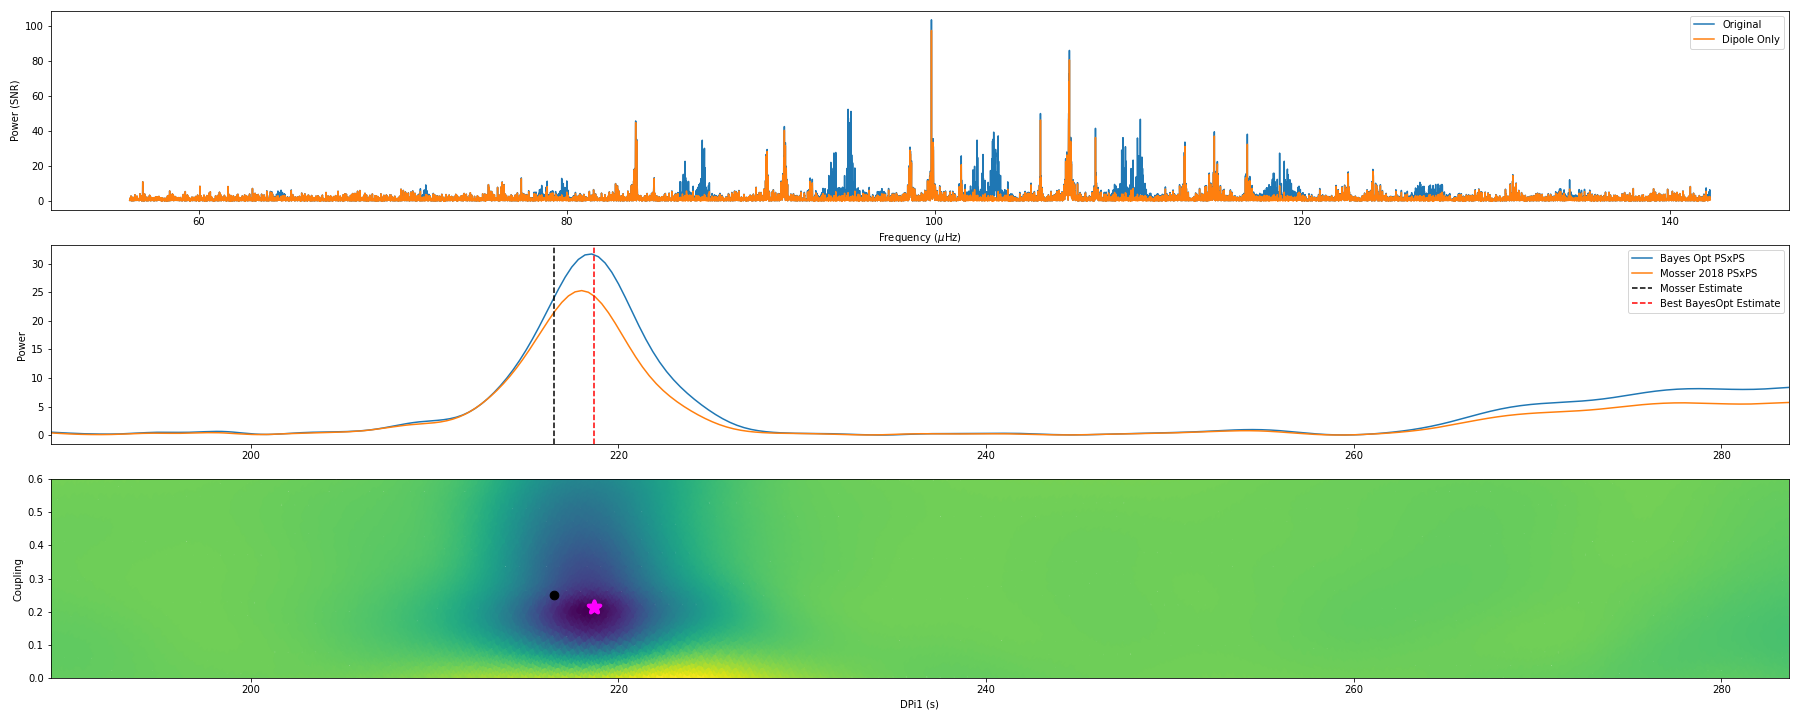 Original
Dipole Only
Power (SNR)
100
80
60
40
20
0
60 80 100 120 140
Frequency (μHz)
Bayes Opt PSxPS
Mosser 2018 PSxPS
Mosser Estimate
Best BayesOpt Estimate
Power
30
25
20
15
10
5
0
200 220 240 260 280
Coupling
0.6
0.5
0.4
0.3
0.2
0.1
0.0
200 220 240 260 280
DPi1 (s)